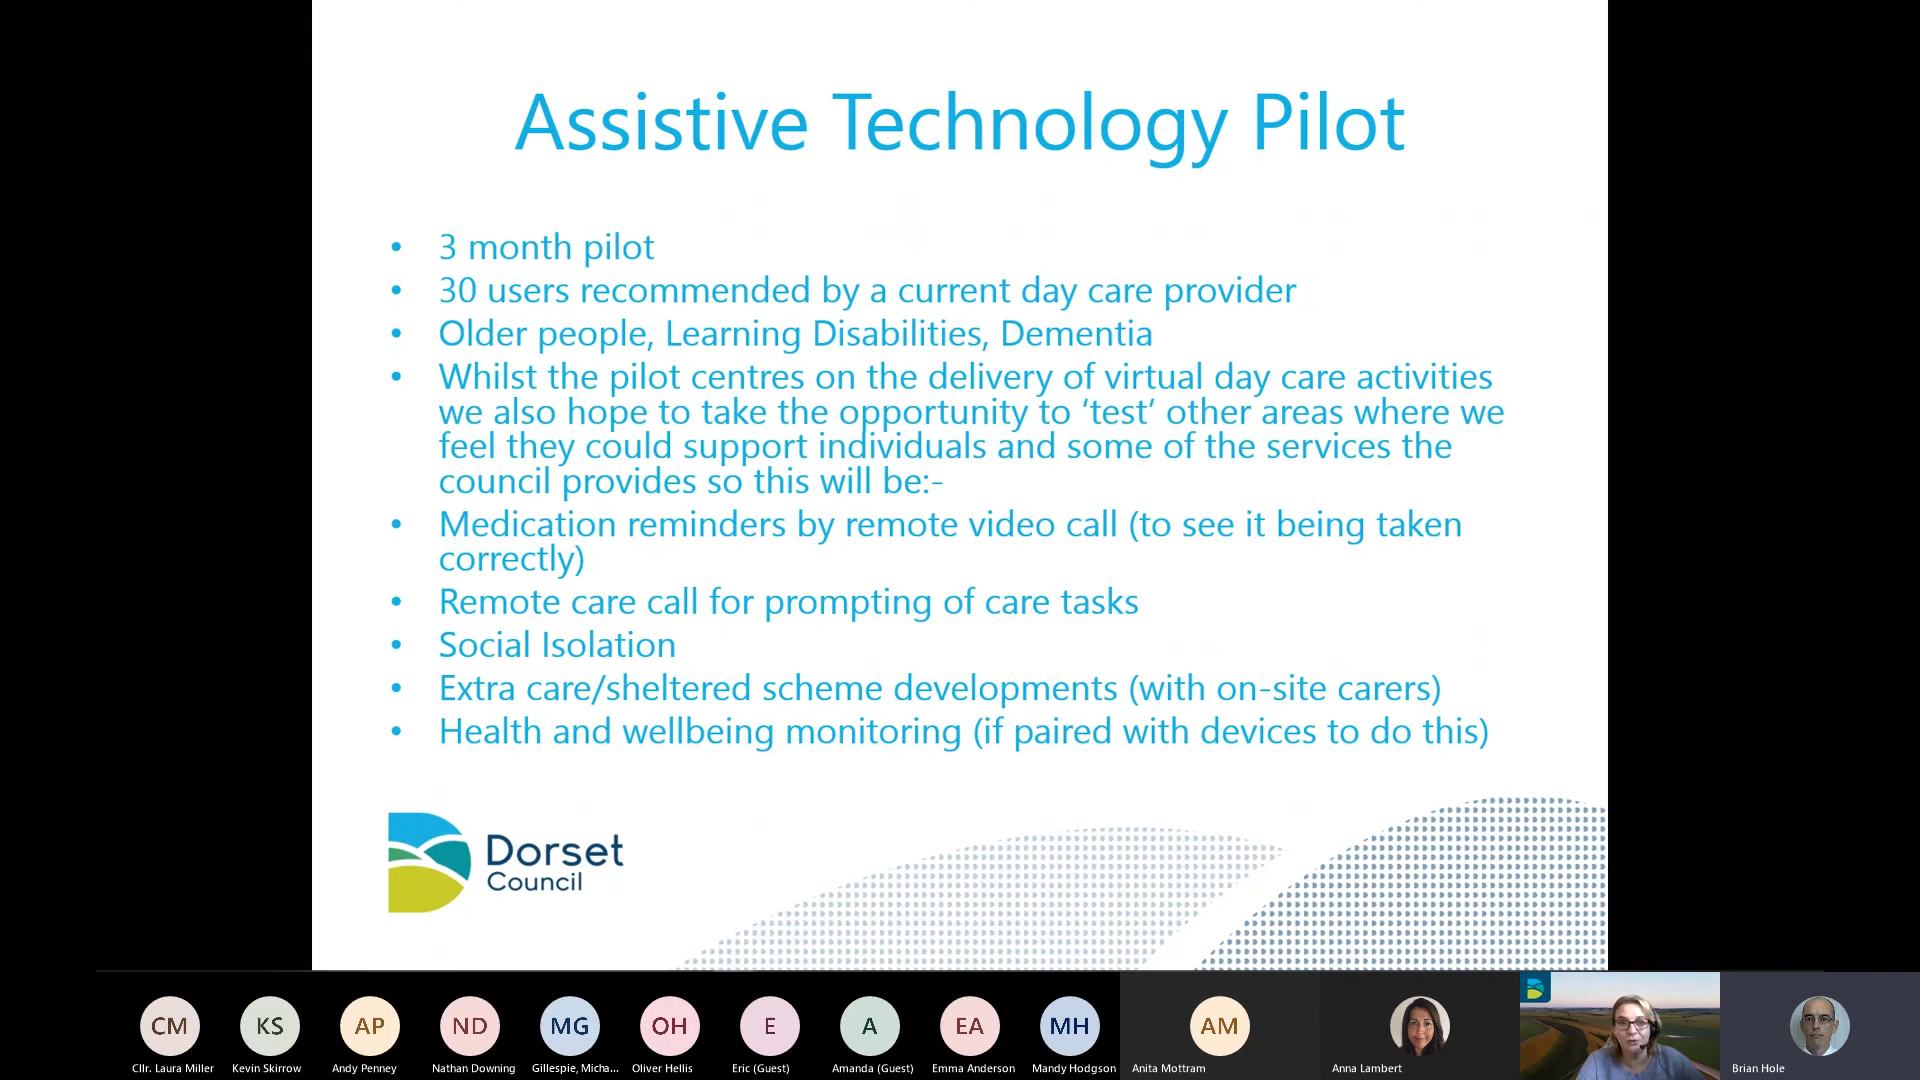 Assistive Technology Pilot
• 3 month pilot
• 30 users recommended by a current day care provider
• Older people, Learning Disabilities, Dementia
• Whilst the pilot centres on the delivery of virtual day care activities
we also hope to take the opportunity to ‘test’ other areas where we
feel they could support individuals and some of the services the
council provides so this will be:-
• Medication reminders by remote video call (to see it being taken
correctly)
• Remote care call for prompting of care tasks
• Social Isolation
• Extra care/sheltered scheme developments (with on-site carers)
• Health and wellbeing monitoring (if paired with devices to do this)
Dorset
Council
CM KS AP ND MG OH E A EA MH AM
Cllr. Laura Miller Kevin Skirrow Andy Penney Nathan Downing Gillespie, Micha... Oliver Hellis Eric (Guest) Amanda (Guest) Emma Anderson Mandy Hodgson Anita Mottram Anna Lambert Brian Hole